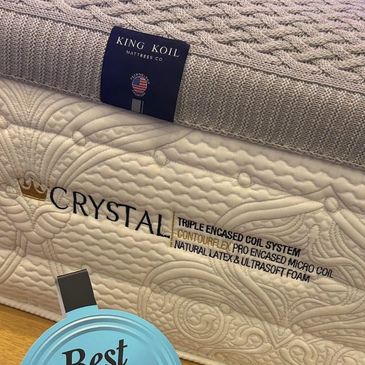 KING KOIL
MATTRESS CO.
CRYSTAL
TRIPLE ENCASED COIL SYSTEM
CONTOURFLEX PRO ENCASED MICRO COIL
NATURAL LATEX & ULTRASOFT FOAM
Best